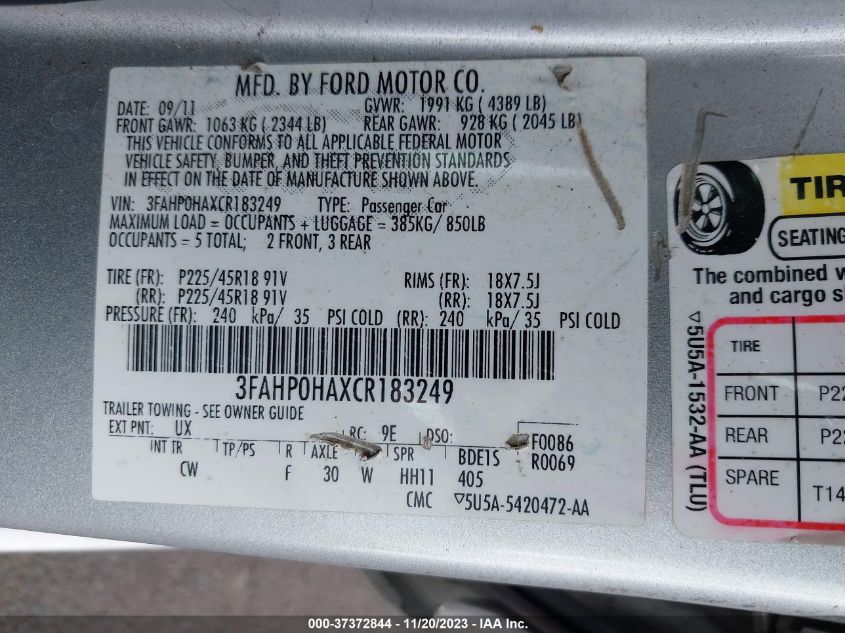 MFD. BY FORD MOTOR CO.
DATE: 09/11 GVWR: 1991 KG ( 4389 LB)
FRONT GAWR: 1063 KG ( 2344 LB) REAR GAWR: 928 KG ( 2045 LB)
THIS VEHICLE CONFORMS TO ALL APPLICABLE FEDERAL MOTOR
VEHICLE SAFETY, BUMPER, AND THEFT PREVENTION STANDARDS
IN EFFECT ON THE DATE OF MANUFACTURE SHOWN ABOVE.
VIN: 3FAHP0HAXCR183249 TYPE: Passenger Car
MAXIMUM LOAD = OCCUPANTS + LUGGAGE = 385KG/ 850LB
OCCUPANTS = 5 TOTAL; 2 FRONT, 3 REAR
TIRE (FR): P225/45R18 91V RIMS (FR): 18X7.5J
(RR): P225/45R18 91V (RR): 18X7.5J
PRESSURE (FR): 240 kPa/ 35 PSI COLD (RR): 240 kPa/ 35 PSI COLD
3FAHP0HAXCR183249
TRAILER TOWING - SEE OWNER GUIDE
EXT PNT: UX RC: 9E DSO: F0086
INT TR TP/PS R AXLE SPR BDE1S R0069
CW F 30 W HH11 405
CMC ▽5U5A-5420472-AA
TIR
SEATING
The combined w
and cargo s
▽5U5A-1532-AA (TLU)
TIRE
FRONT P22
REAR P22
SPARE T14
000-37372844 - 11/20/2023 - IAA Inc.